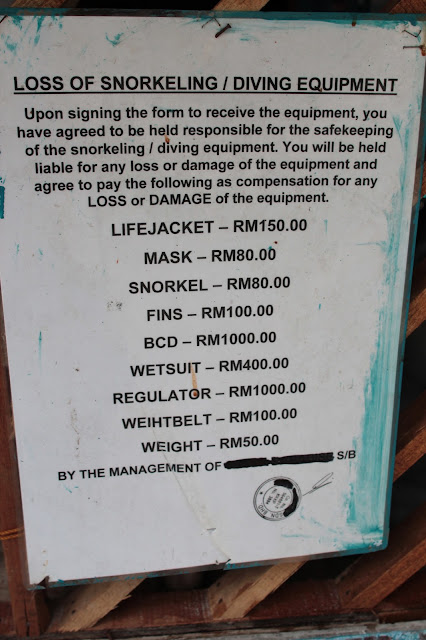 LOSS OF SNORKELING / DIVING EQUIPMENT
Upon signing the form to receive the equipment, you
have agreed to be held responsible for the safekeeping
of the snorkeling / diving equipment. You will be held
liable for any loss or damage of the equipment and
agree to pay the following as compensation for any
LOSS or DAMAGE of the equipment.
LIFEJACKET – RM150.00
MASK – RM80.00
SNORKEL – RM80.00
FINS – RM100.00
BCD – RM1000.00
WETSUIT – RM400.00
REGULATOR – RM1000.00
WEIHTBELT – RM100.00
WEIGHT – RM50.00
BY THE MANAGEMENT OF S/B